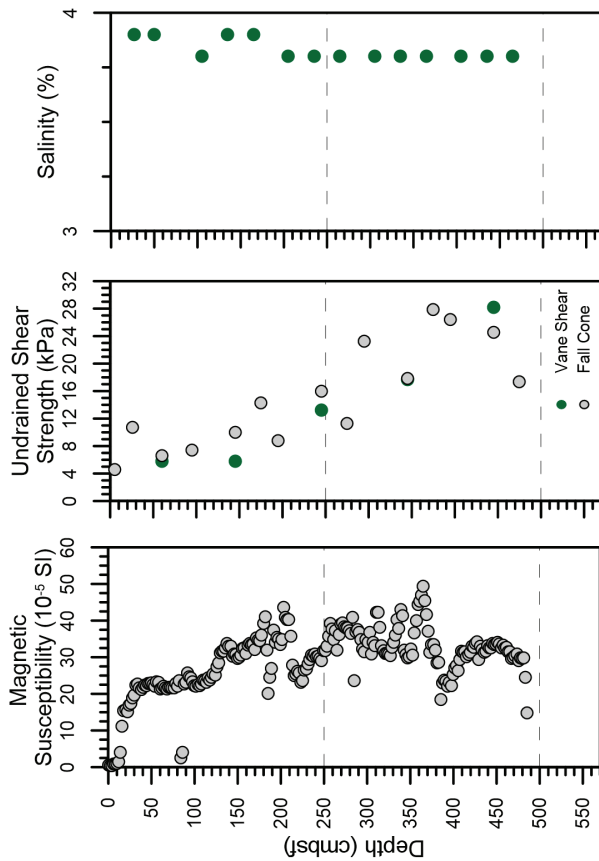 Salinity (%)
3
4
Undrained Shear
Strength (kPa)
0 4 8 12 16 20 24 28 32
Vane Shear
Fall Cone
Magnetic
Susceptibility (10⁻⁵ SI)
0 10 20 30 40 50 60
0 50 100 150 200 250 300 350 400 450 500
Depth (cmbsf)